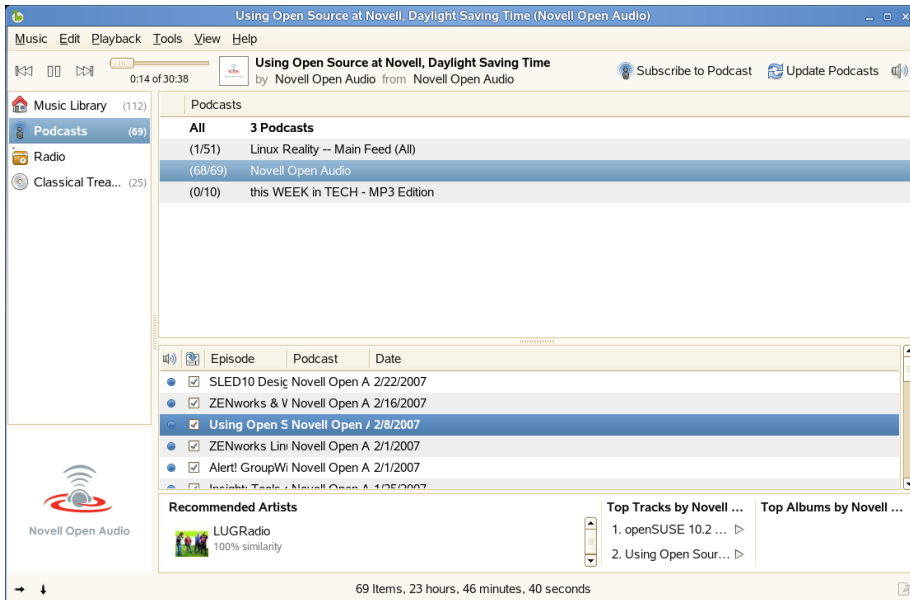 Using Open Source at Novell, Daylight Saving Time (Novell Open Audio)
Music Edit Playback Tools View Help
0:14 of 30:38
Using Open Source at Novell, Daylight Saving Time
by Novell Open Audio from Novell Open Audio
Subscribe to Podcast
Update Podcasts
Music Library (112)
Podcasts (69)
Radio
Classical Trea... (25)
Podcasts
All 3 Podcasts
(1/51) Linux Reality -- Main Feed (All)
(68/69) Novell Open Audio
(0/10) this WEEK in TECH - MP3 Edition
Episode Podcast Date
SLED10 Desig Novell Open A 2/22/2007
ZENworks & V Novell Open A 2/16/2007
Using Open S Novell Open A 2/8/2007
ZENworks Lin Novell Open A 2/1/2007
Alert! GroupWi Novell Open A 2/1/2007
Insight: Tools Novell Open A 1/25/2007
Novell Open Audio
Recommended Artists
LUGRadio
100% similarity
Top Tracks by Novell ...
1. openSUSE 10.2 ...
2. Using Open Sour...
Top Albums by Novell ...
69 Items, 23 hours, 46 minutes, 40 seconds